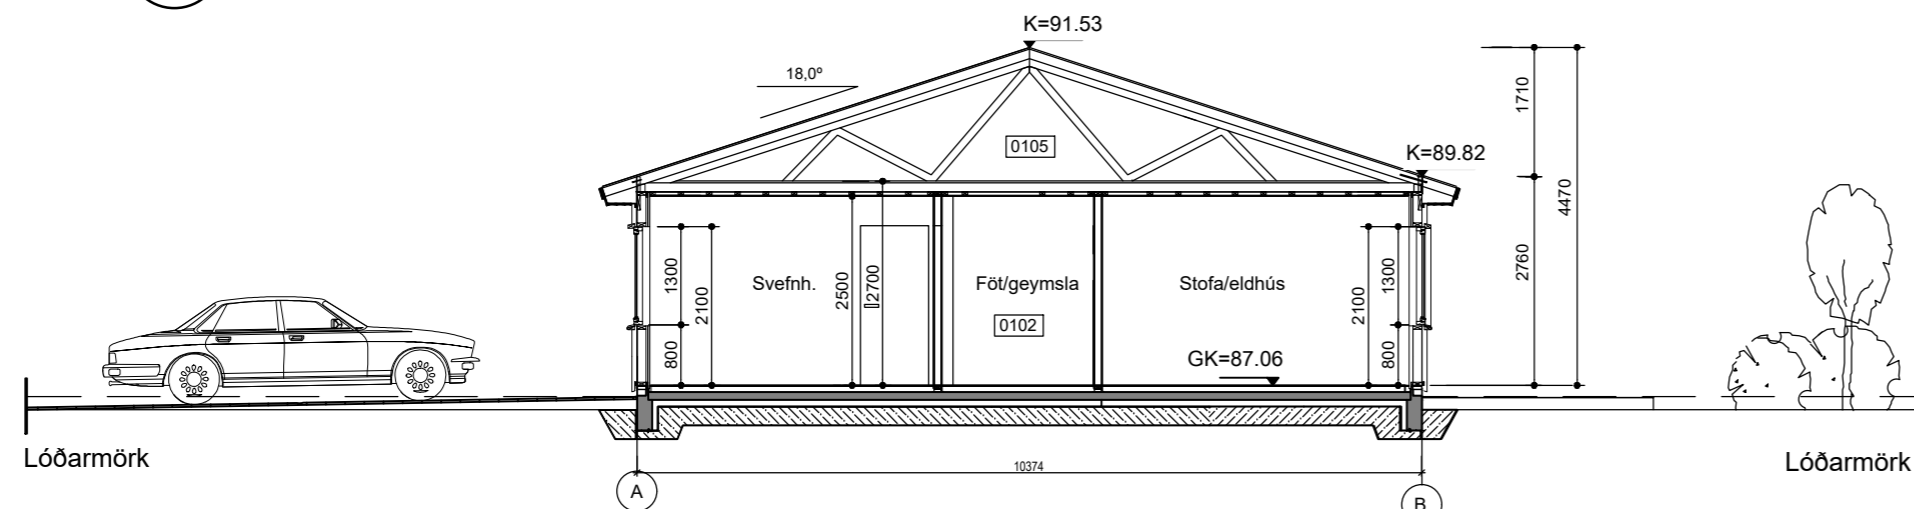 K=91.53
18,0º
1710
0105
K=89.82
4470
2760
1300
2100
Svefnh.
2500
2700
Föt/geymsla
Stofa/eldhús
2100
1300
0102
800
GK=87.06
800
Lóðarmörk
10374
Lóðarmörk
A
B